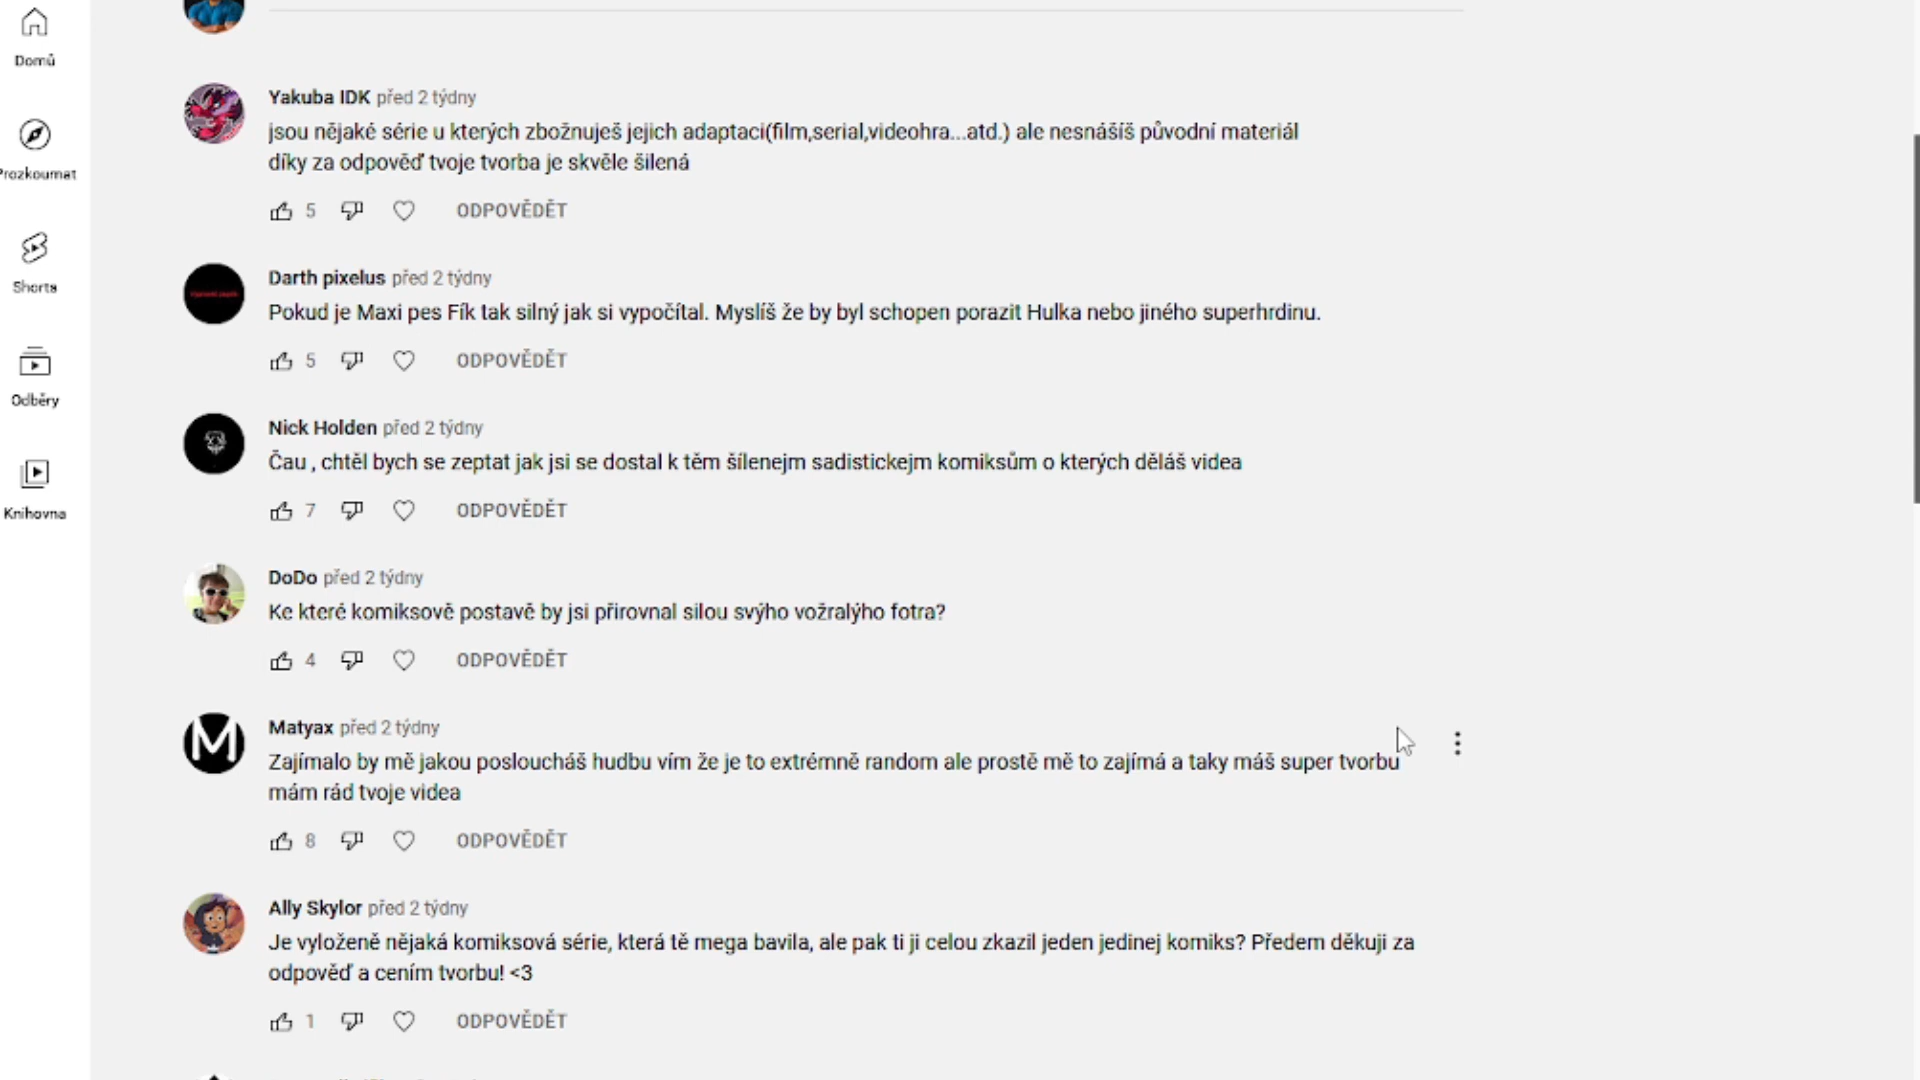 Domů
Prozkoumat
Shorts
Odběry
Knihovna
Yakuba IDK před 2 týdny
jsou nějaké série u kterých zbožnuješ jejich adaptaci(film,serial,videohra...atd.) ale nesnášíš původní materiál
díky za odpověď tvoje tvorba je skvěle šilená
5 ODPOVĚDĚT
Darth pixelus před 2 týdny
Pokud je Maxi pes Fík tak silný jak si vypočítal. Myslíš že by byl schopen porazit Hulka nebo jiného superhrdinu.
5 ODPOVĚDĚT
Nick Holden před 2 týdny
Čau , chtěl bych se zeptat jak jsi se dostal k těm šílenejm sadistickejm komiksům o kterých děláš videa
7 ODPOVĚDĚT
DoDo před 2 týdny
Ke které komiksově postavě by jsi přirovnal silou svýho vožralýho fotra?
4 ODPOVĚDĚT
Matyax před 2 týdny
Zajímalo by mě jakou posloucháš hudbu vím že je to extrémně random ale prostě mě to zajímá a taky máš super tvorbu
mám rád tvoje videa
8 ODPOVĚDĚT
Ally Skylor před 2 týdny
Je vyloženě nějaká komiksová série, která tě mega bavila, ale pak ti ji celou zkazil jeden jedinej komiks? Předem děkuji za
odpověď a cením tvorbu! <3
1 ODPOVĚDĚT